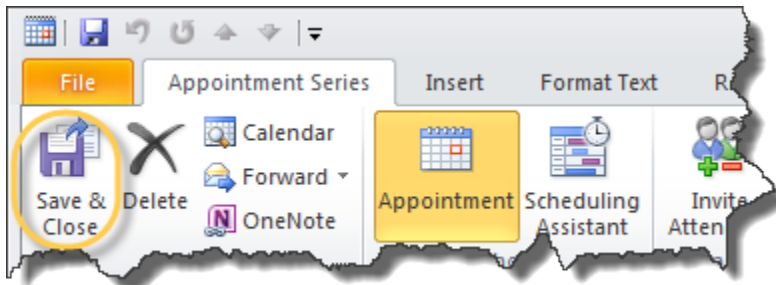 File Appointment Series Insert Format Text
Calendar
Forward
OneNote
Save &
Close
Delete
Appointment
Scheduling
Assistant
Invite
Atten